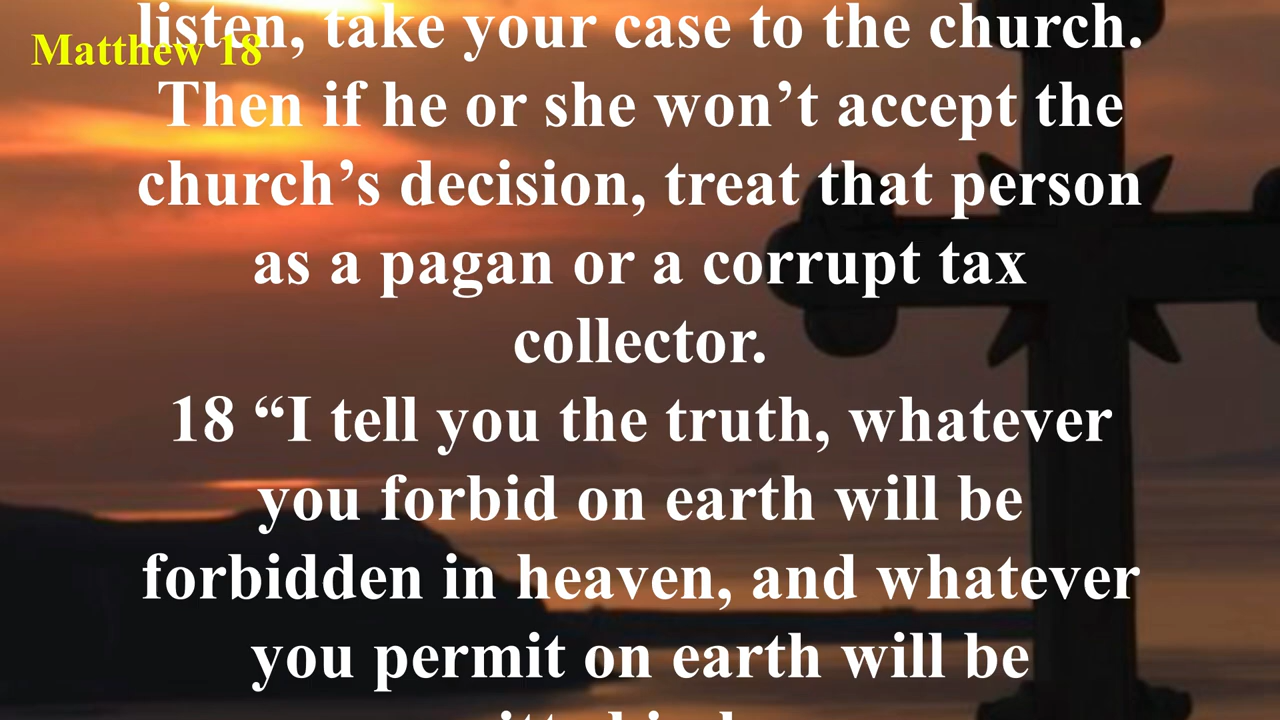 Matthew 18
listen, take your case to the church.
Then if he or she won’t accept the
church’s decision, treat that person
as a pagan or a corrupt tax
collector.
18 “I tell you the truth, whatever
you forbid on earth will be
forbidden in heaven, and whatever
you permit on earth will be